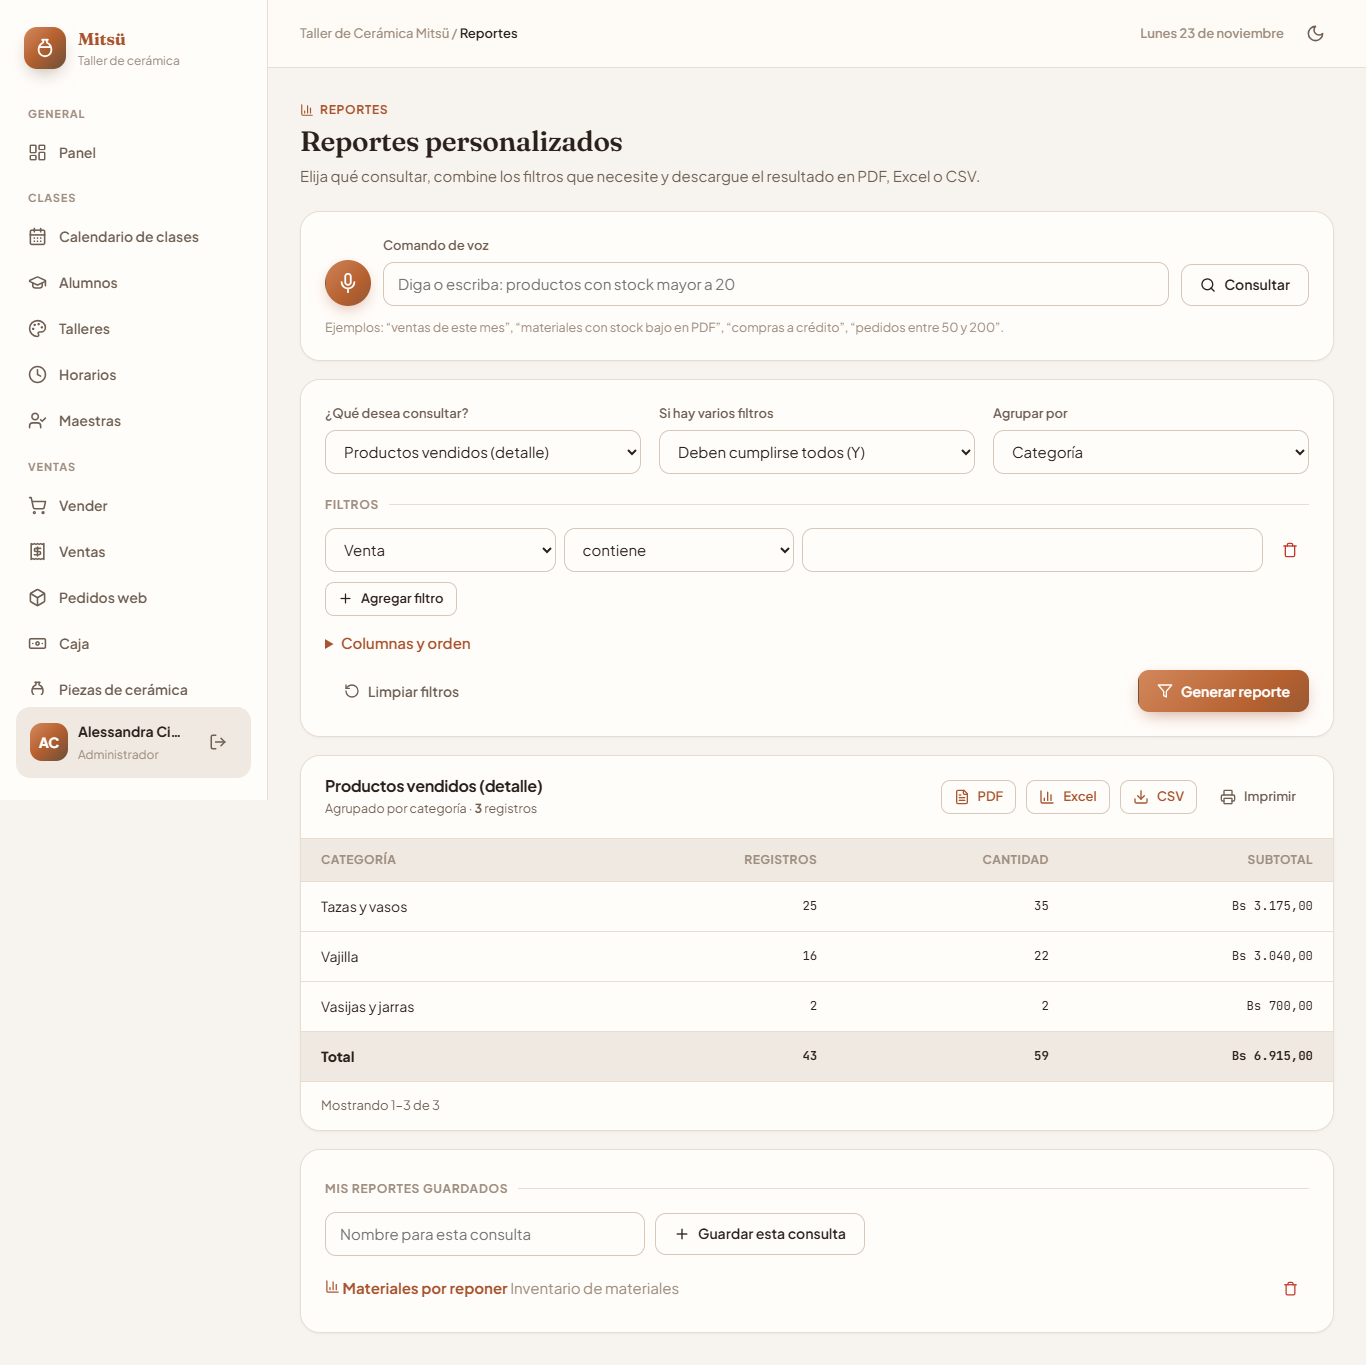 Mitsü
Taller de cerámica
GENERAL
Panel
CLASES
Calendario de clases
Alumnos
Talleres
Horarios
Maestras
VENTAS
Vender
Ventas
Pedidos web
Caja
Piezas de cerámica
AC
Alessandra Ci...
Administrador
Taller de Cerámica Mitsü / Reportes
Lunes 23 de noviembre
REPORTES
Reportes personalizados
Elija qué consultar, combine los filtros que necesite y descargue el resultado en PDF, Excel o CSV.
Comando de voz
Diga o escriba: productos con stock mayor a 20
Consultar
Ejemplos: “ventas de este mes”, “materiales con stock bajo en PDF”, “compras a crédito”, “pedidos entre 50 y 200”.
¿Qué desea consultar? Si hay varios filtros Agrupar por
Productos vendidos (detalle) Deben cumplirse todos (Y) Categoría
FILTROS
Venta contiene
Agregar filtro
Columnas y orden
Limpiar filtros Generar reporte
Productos vendidos (detalle)
Agrupado por categoría · 3 registros
PDF Excel CSV Imprimir
CATEGORÍA REGISTROS CANTIDAD SUBTOTAL
Tazas y vasos 25 35 Bs 3.175,00
Vajilla 16 22 Bs 3.040,00
Vasijas y jarras 2 2 Bs 700,00
Total 43 59 Bs 6.915,00
Mostrando 1–3 de 3
MIS REPORTES GUARDADOS
Nombre para esta consulta Guardar esta consulta
Materiales por reponer Inventario de materiales